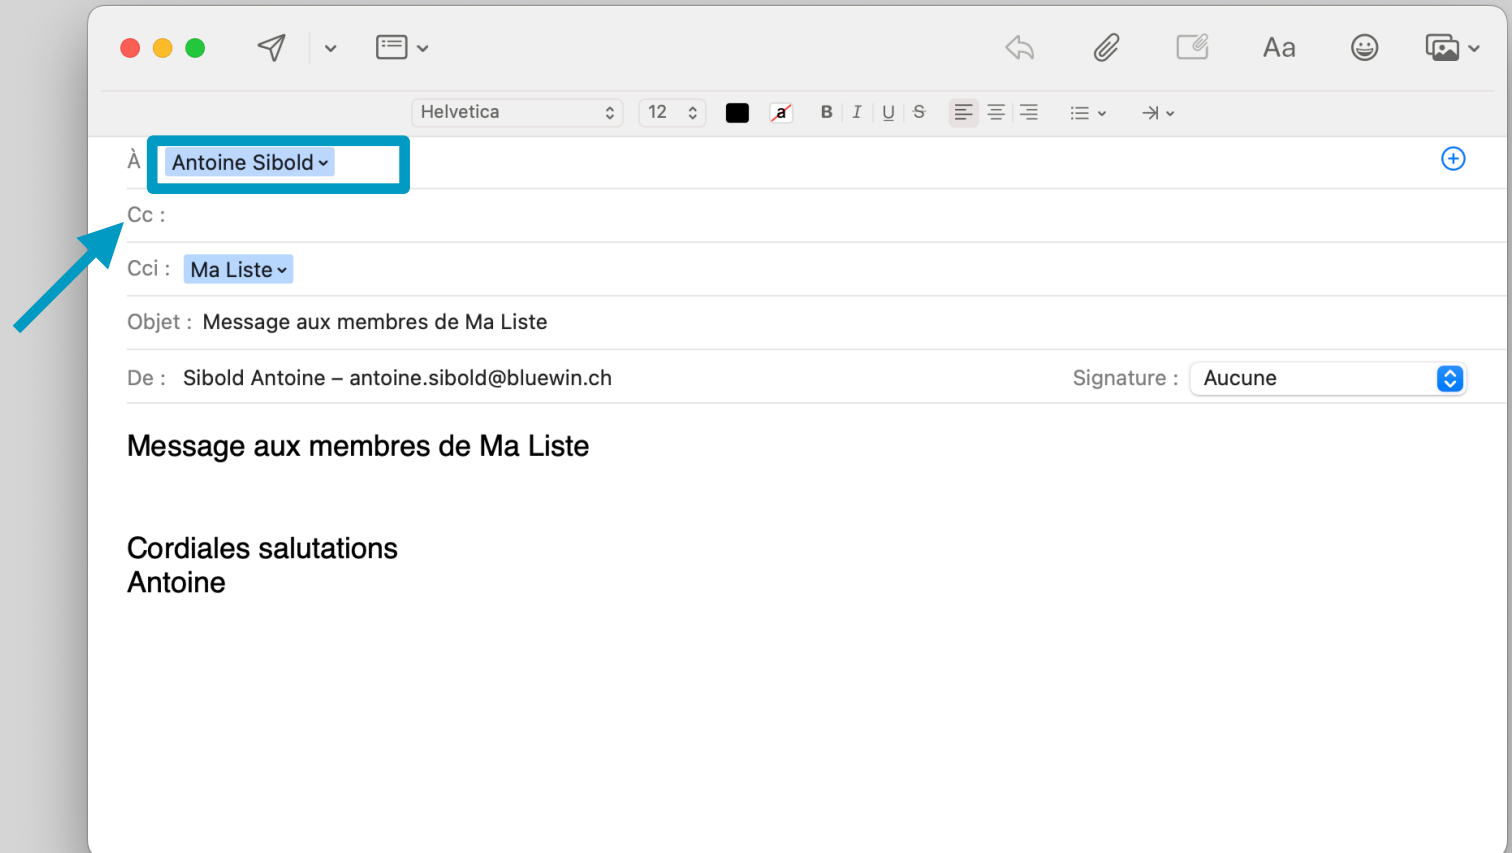 Aa
Helvetica 12 a B I U S
À Antoine Sibold
Cc :
Cci : Ma Liste
Objet : Message aux membres de Ma Liste
De : Sibold Antoine – antoine.sibold@bluewin.ch Signature : Aucune
Message aux membres de Ma Liste
Cordiales salutations
Antoine